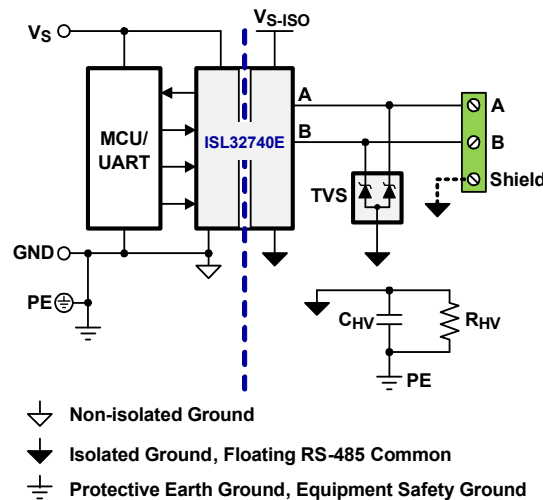 VS
VS-ISO
MCU/
UART
ISL32740E
A
B
A
B
Shield
TVS
GND
PE
CHV
RHV
PE
Non-isolated Ground
Isolated Ground, Floating RS-485 Common
Protective Earth Ground, Equipment Safety Ground